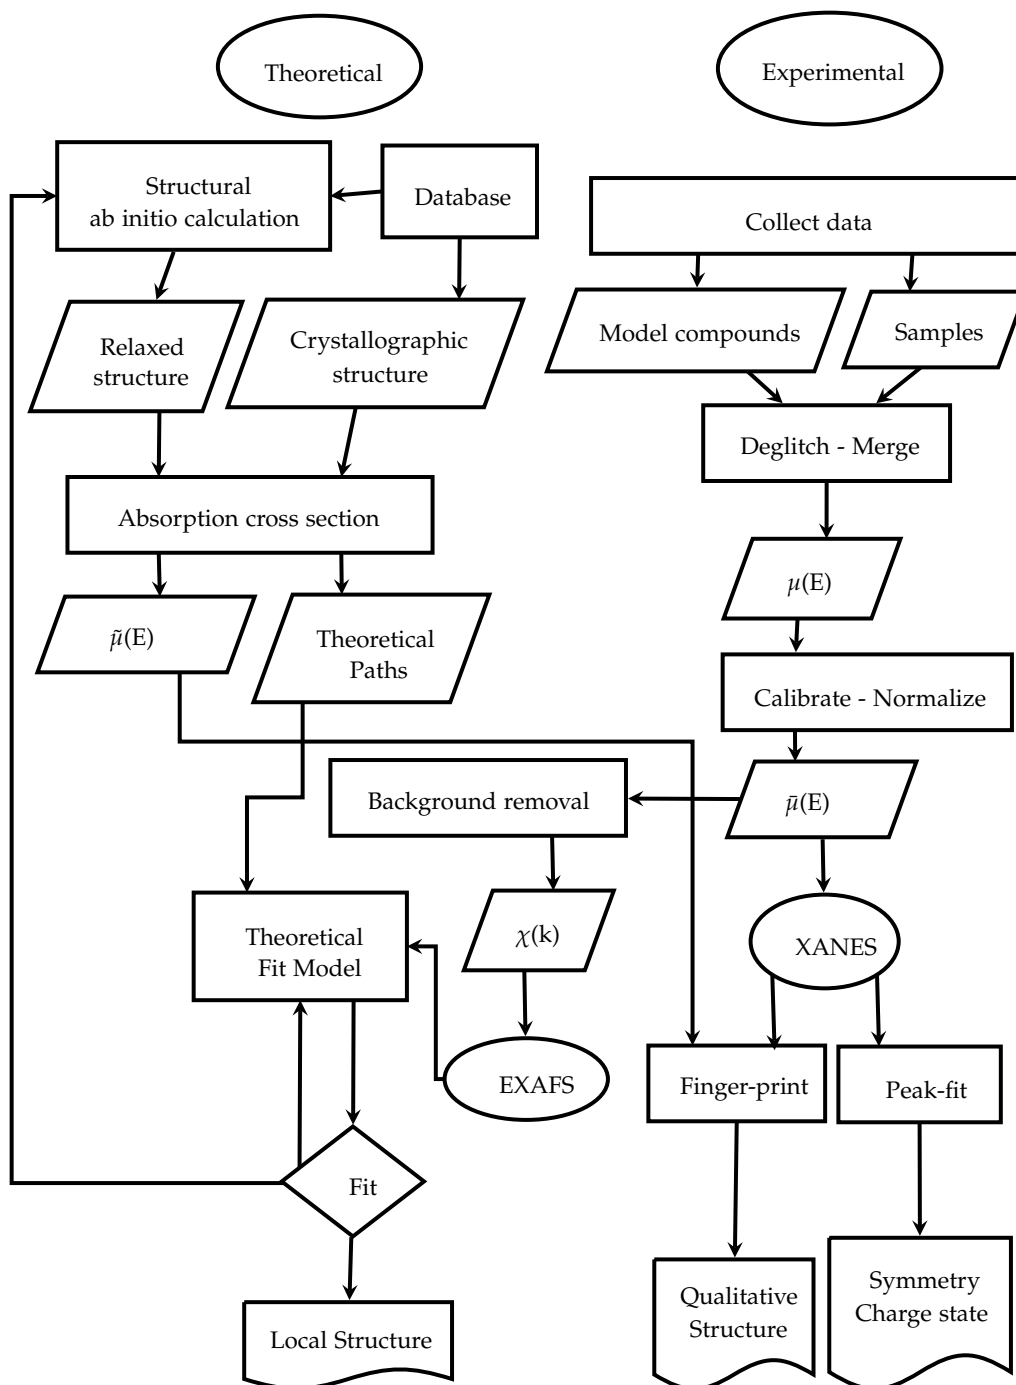 Theoretical
Experimental
Structural
ab initio calculation
Database
Collect data
Relaxed
structure
Crystallographic
structure
Model compounds
Samples
Deglitch - Merge
Absorption cross section
μ(E)
μ̃(E)
Theoretical
Paths
Calibrate - Normalize
Background removal
μ̄(E)
χ(k)
Theoretical
Fit Model
XANES
EXAFS
Finger-print
Peak-fit
Fit
Local Structure
Qualitative
Structure
Symmetry
Charge state